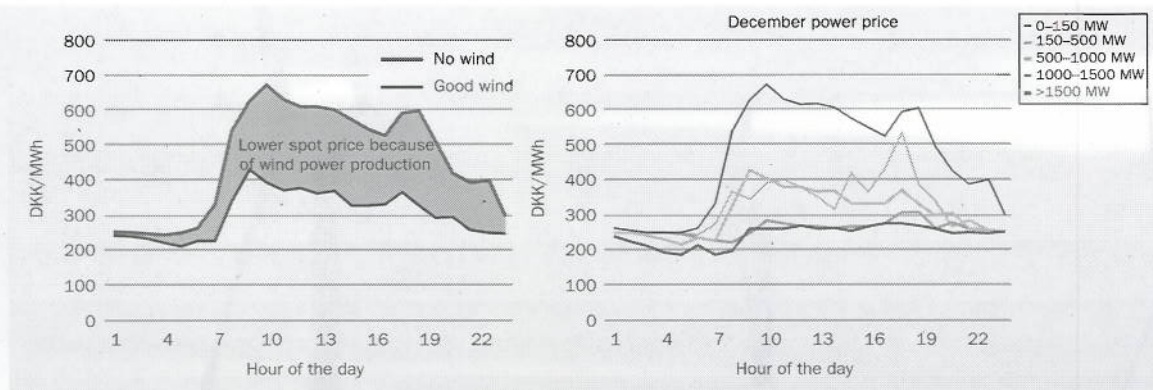 800
700
600
500
400
300
200
100
0
DKK/MWh
No wind
Good wind
Lower spot price because
of wind power production
1 4 7 10 13 16 19 22
Hour of the day
December power price
0–150 MW
150–500 MW
500–1000 MW
1000–1500 MW
>1500 MW
800
700
600
500
400
300
200
100
0
DKK/MWh
1 4 7 10 13 16 19 22
Hour of the day